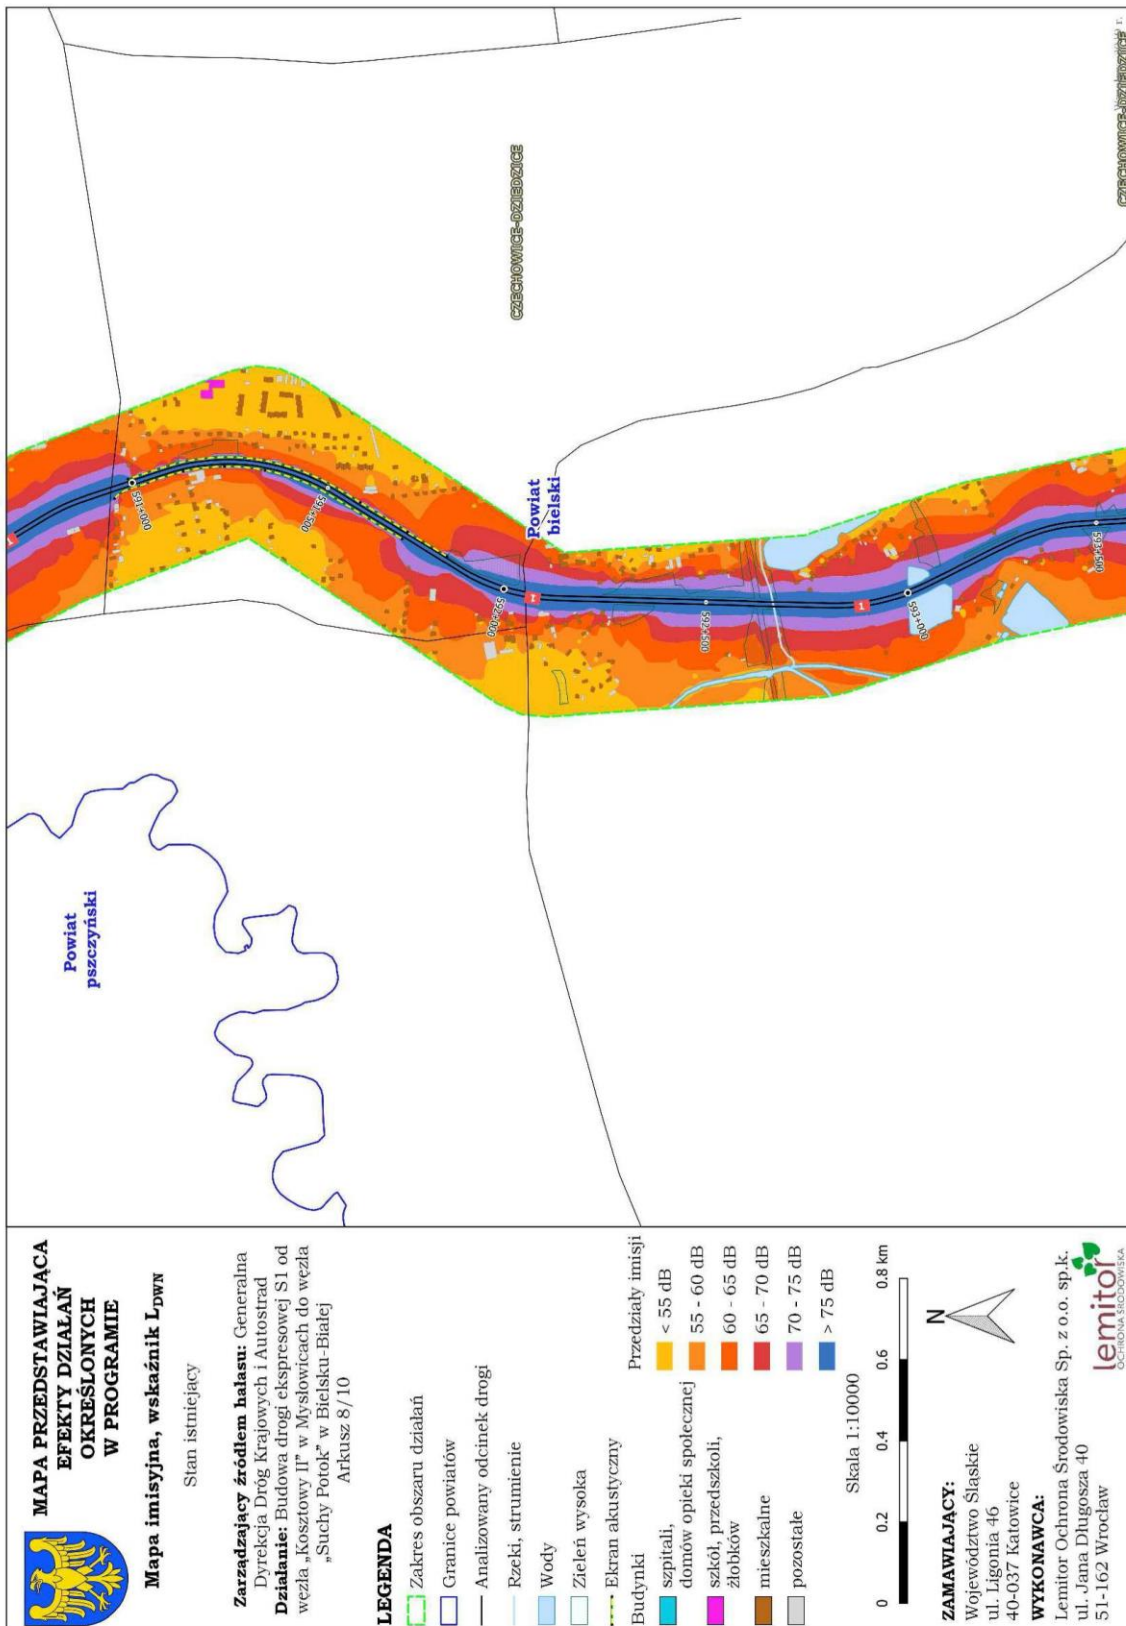 MAPA PRZEDSTAWIAJĄCA
EFEKTY DZIAŁAŃ
OKREŚLONYCH
W PROGRAMIE
Mapa imisyjna, wskaźnik LDWN
Stan istniejący
Zarządzający źródłem hałasu: Generalna
Dyrekcja Dróg Krajowych i Autostrad
Działanie: Budowa drogi ekspresowej S1 od
węzła „Kosztowy II” w Mysłowicach do węzła
„Suchy Potok” w Bielsku-Białej
Arkusz 8/10
LEGENDA
Zakres obszaru działań
Granice powiatów
Analizowany odcinek drogi
Rzeki, strumienie
Wody
Zieleń wysoka
Ekran akustyczny
Budynki
szpitali,
domów opieki społecznej
szkół, przedszkoli,
żłobków
mieszkalne
pozostałe
Przedziały imisji
< 55 dB
55 - 60 dB
60 - 65 dB
65 - 70 dB
70 - 75 dB
> 75 dB
Skala 1:10000
0 0.2 0.4 0.6 0.8 km
N
ZAMAWIAJĄCY:
Województwo Śląskie
ul. Ligonia 46
40-037 Katowice
WYKONAWCA:
Lemitor Ochrona Środowiska Sp. z o.o. sp.k.
ul. Jana Długosza 40
51-162 Wrocław
lemitor
OCHRONA ŚRODOWISKA
Powiat
pszczyński
Powiat
bielski
CZECHOWICE-DZIEDZICE
CZECHOWICE-DZIEDZICE
1
591+000
591+500
592+000
1
592+500
1
593+000
593+500